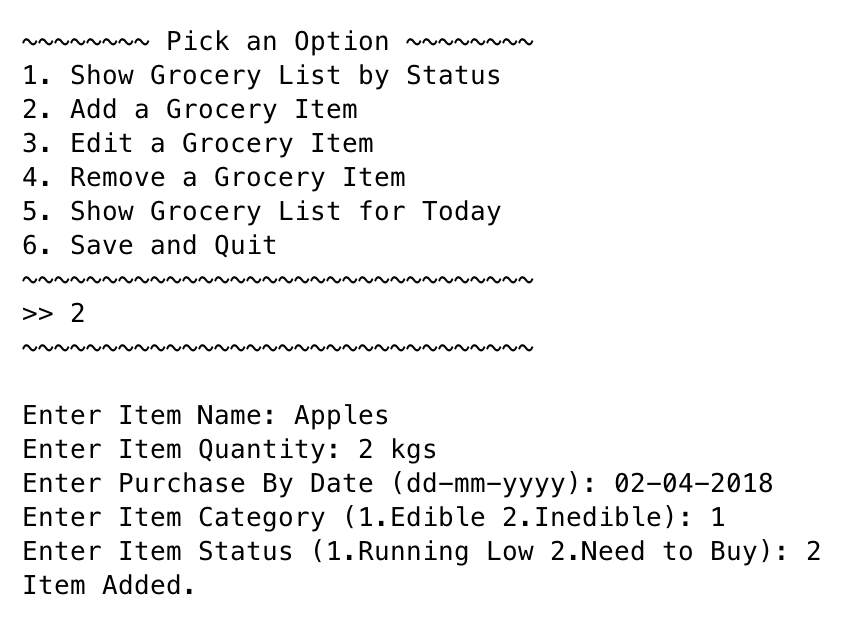 ~~~~~~~~ Pick an Option ~~~~~~~~
1. Show Grocery List by Status
2. Add a Grocery Item
3. Edit a Grocery Item
4. Remove a Grocery Item
5. Show Grocery List for Today
6. Save and Quit
~~~~~~~~~~~~~~~~~~~~~~~~~~~~~~~~
>> 2
~~~~~~~~~~~~~~~~~~~~~~~~~~~~~~~~
Enter Item Name: Apples
Enter Item Quantity: 2 kgs
Enter Purchase By Date (dd-mm-yyyy): 02-04-2018
Enter Item Category (1.Edible 2.Inedible): 1
Enter Item Status (1.Running Low 2.Need to Buy): 2
Item Added.